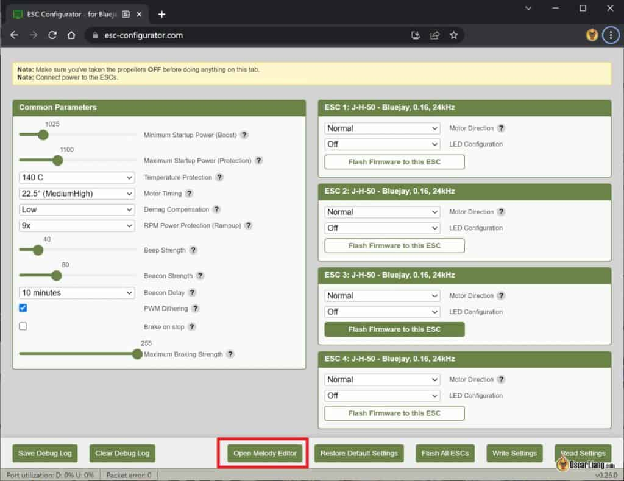 ESC Configurator - for Bluej
esc-configurator.com
Note: Make sure you've taken the propellers OFF before doing anything on this tab.
Note: Connect power to the ESCs.
Common Parameters
1025
Minimum Startup Power (Boost) ?
1100
Maximum Startup Power (Protection) ?
140 C
Temperature Protection ?
22.5° (MediumHigh)
Motor Timing ?
Low
Demag Compensation ?
9x
RPM Power Protection (Rampup) ?
40
Beep Strength ?
80
Beacon Strength ?
10 minutes
Beacon Delay ?
PWM Dithering ?
Brake on stop ?
255
Maximum Braking Strength ?
ESC 1: J-H-50 - Bluejay, 0.16, 24kHz
Normal
Motor Direction ?
Off
LED Configuration
Flash Firmware to this ESC
ESC 2: J-H-50 - Bluejay, 0.16, 24kHz
Normal
Motor Direction ?
Off
LED Configuration
Flash Firmware to this ESC
ESC 3: J-H-50 - Bluejay, 0.16, 24kHz
Normal
Motor Direction ?
Off
LED Configuration
Flash Firmware to this ESC
ESC 4: J-H-50 - Bluejay, 0.16, 24kHz
Normal
Motor Direction ?
Off
LED Configuration
Flash Firmware to this ESC
Save Debug Log
Clear Debug Log
Open Melody Editor
Restore Default Settings
Flash All ESCs
Write Settings
Read Settings
OscarLiang.com
Port utilization: D: 0% U: 0%
Packet error: 0
v0.26.0